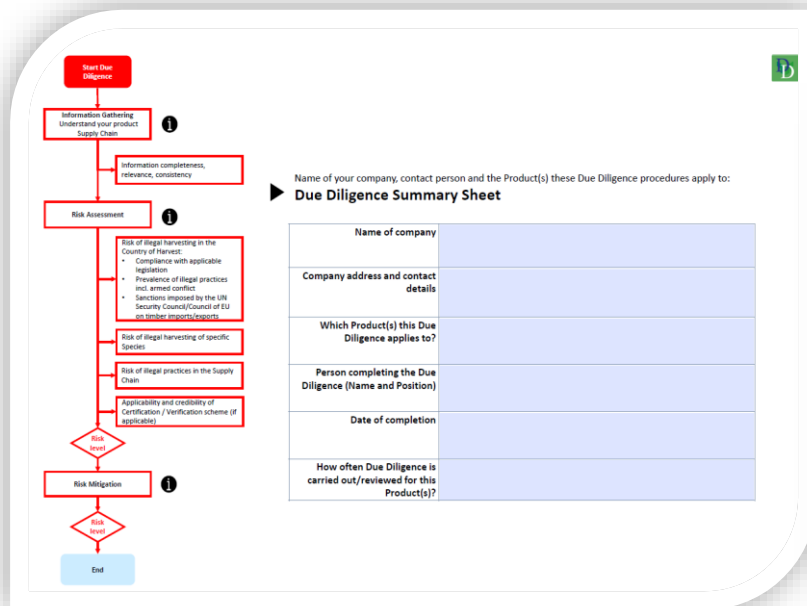 Start Due
Diligence
Information Gathering
Understand your product
Supply Chain
i
Information completeness,
relevance, consistency
Risk Assessment
i
Risk of illegal harvesting in the
Country of Harvest:
• Compliance with applicable
legislation
• Prevalence of illegal practices
incl. armed conflict
• Sanctions imposed by the UN
Security Council/Council of EU
on timber imports/exports
Risk of illegal harvesting of specific
Species
Risk of illegal practices in the Supply
Chain
Applicability and credibility of
Certification / Verification scheme (if
applicable)
Risk
level
Risk Mitigation
i
Risk
level
End
DD
Name of your company, contact person and the Product(s) these Due Diligence procedures apply to:
Due Diligence Summary Sheet
Name of company
Company address and contact
details
Which Product(s) this Due
Diligence applies to?
Person completing the Due
Diligence (Name and Position)
Date of completion
How often Due Diligence is
carried out/reviewed for this
Product(s)?